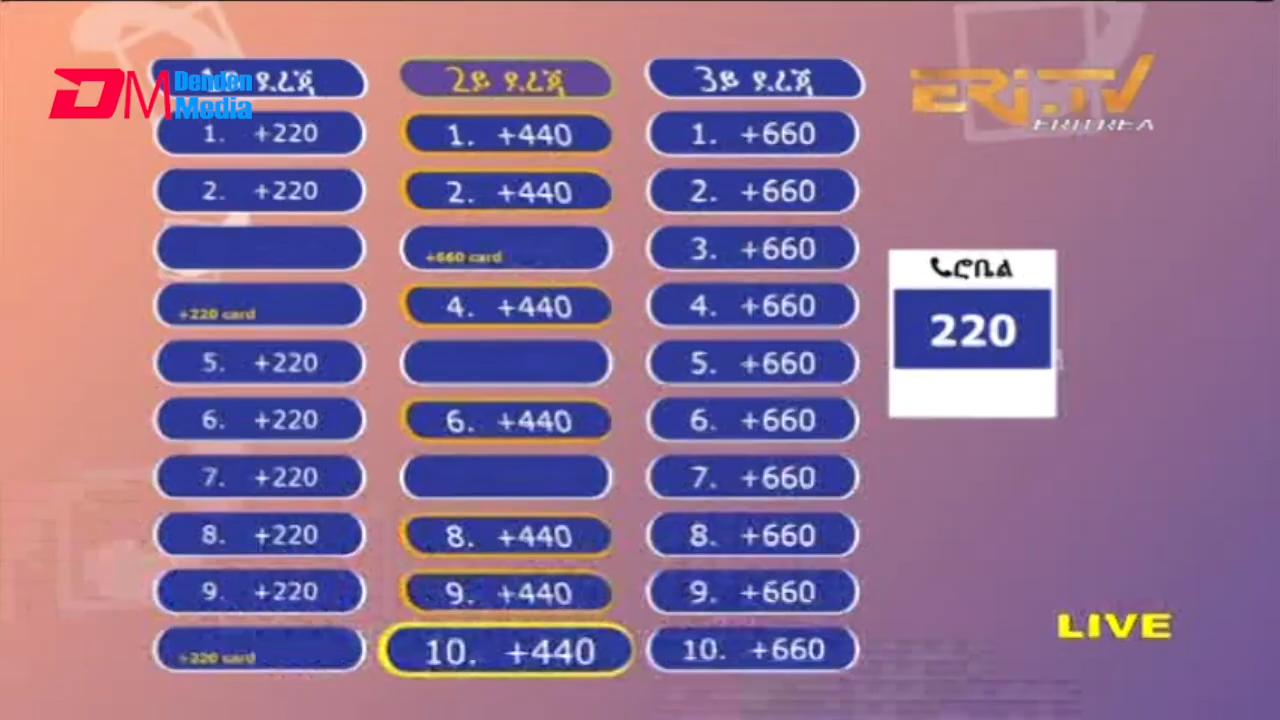 DM Denden Media
ይ ደረጃ
2ይ ደረጃ
3ይ ደረጃ
ERi-TV
ERITREA
1. +220
1. +440
1. +660
2. +220
2. +440
2. +660
+660 card
3. +660
ሮቤል
220
+220 card
4. +440
4. +660
5. +220
5. +660
6. +220
6. +440
6. +660
7. +220
7. +660
8. +220
8. +440
8. +660
9. +220
9. +440
9. +660
LIVE
card
10. +440
10. +660